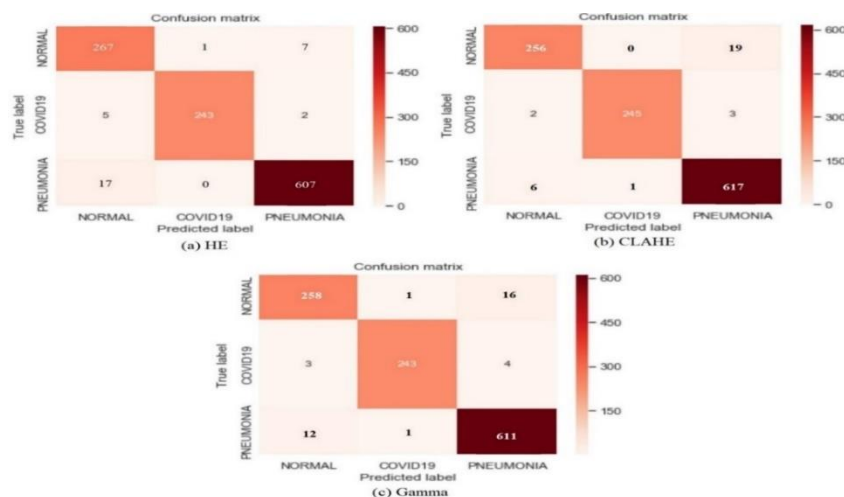 Confusion matrix
NORMAL 267 1 7 600
450
True label COVID19 5 243 2 300
150
PNEUMONIA 17 0 607 0
NORMAL COVID19 PNEUMONIA
Predicted label
(a) HE
Confusion matrix
NORMAL 256 0 19 600
450
True label COVID19 2 245 3 300
150
PNEUMONIA 6 1 617 0
NORMAL COVID19 PNEUMONIA
Predicted label
(b) CLAHE
Confusion matrix
NORMAL 258 1 16 600
450
True label COVID19 3 243 4 300
150
PNEUMONIA 12 1 611
NORMAL COVID19 PNEUMONIA
Predicted label
(c) Gamma